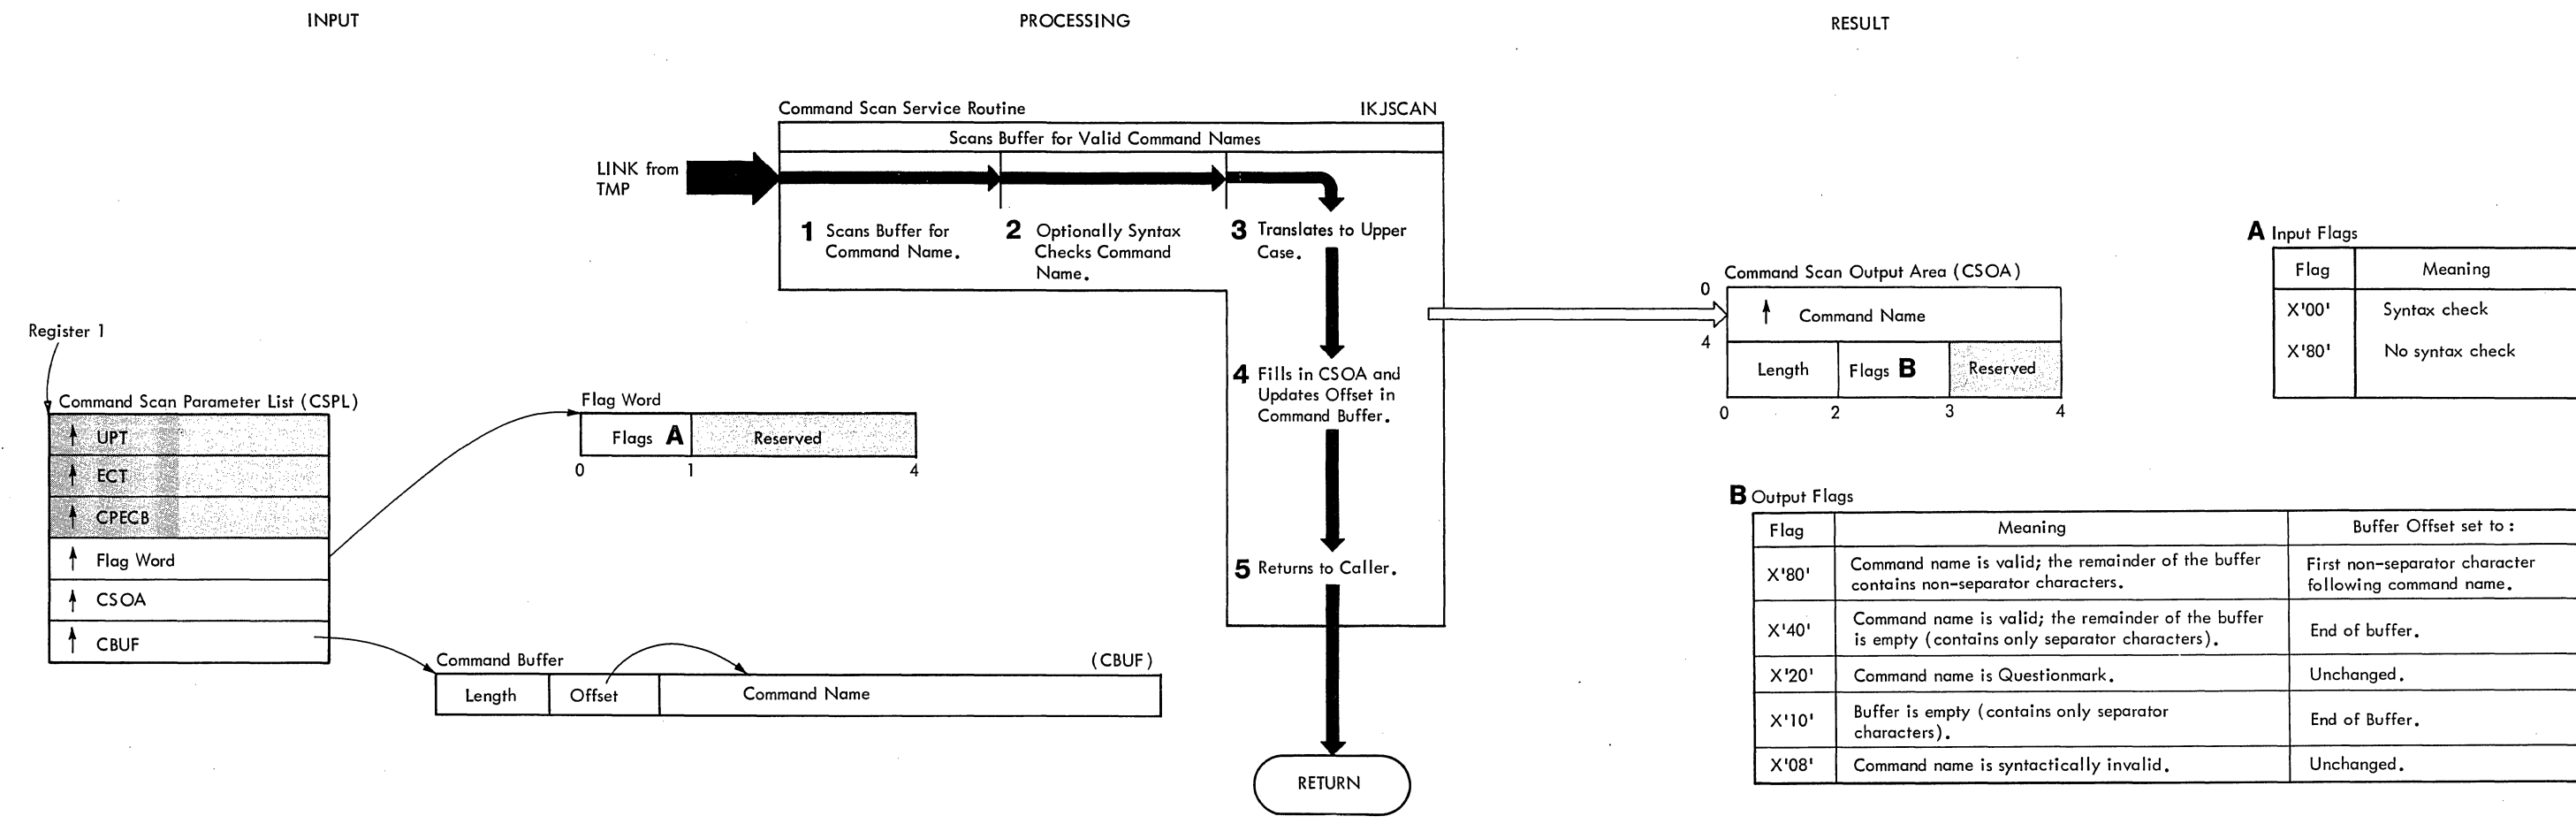 INPUT
PROCESSING
RESULT
Command Scan Service Routine IKJSCAN
Scans Buffer for Valid Command Names
LINK from
TMP
1 Scans Buffer for
Command Name.
2 Optionally Syntax
Checks Command
Name.
3 Translates to Upper
Case.
4 Fills in CSOA and
Updates Offset in
Command Buffer.
5 Returns to Caller.
RETURN
Register 1
Command Scan Parameter List (CSPL)
UPT
ECT
CPECB
Flag Word
CSOA
CBUF
Flag Word
Flags A Reserved
0 1 4
Command Buffer (CBUF)
Length Offset Command Name
Command Scan Output Area (CSOA)
0
Command Name
4
Length Flags B Reserved
0 2 3 4
A Input Flags
Flag Meaning
X'00' Syntax check
X'80' No syntax check
B Output Flags
Flag Meaning Buffer Offset set to:
X'80' Command name is valid; the remainder of the buffer
contains non-separator characters.
First non-separator character
following command name.
X'40' Command name is valid; the remainder of the buffer
is empty (contains only separator characters).
End of buffer.
X'20' Command name is Questionmark. Unchanged.
X'10' Buffer is empty (contains only separator
characters).
End of Buffer.
X'08' Command name is syntactically invalid. Unchanged.